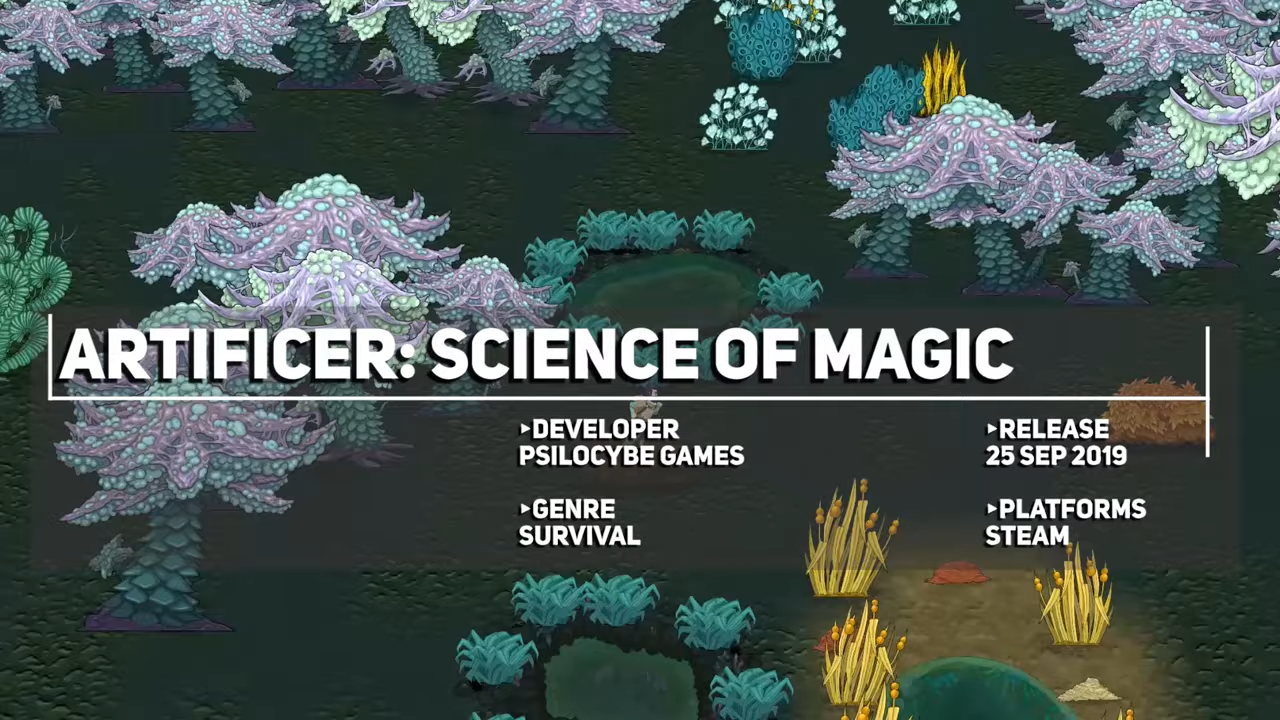 ARTIFICER: SCIENCE OF MAGIC
▸DEVELOPER
PSILOCYBE GAMES
▸RELEASE
25 SEP 2019
▸GENRE
SURVIVAL
▸PLATFORMS
STEAM